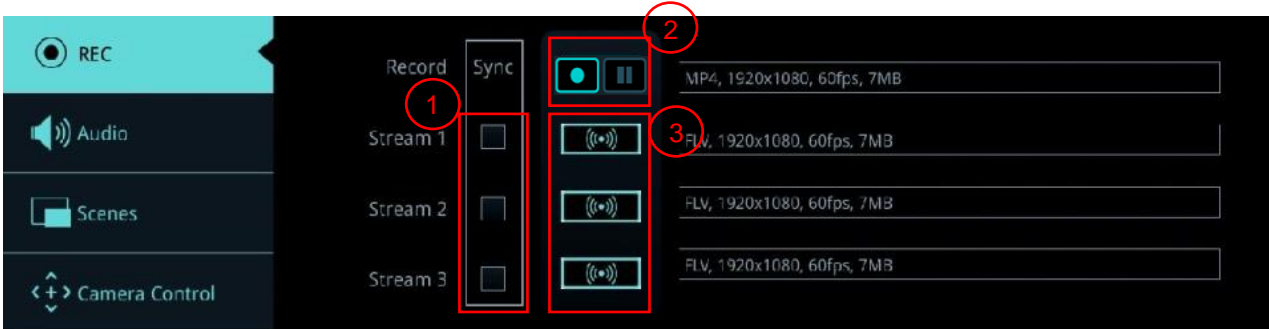 REC
Audio
Scenes
Camera Control
Record
Sync
2
MP4, 1920x1080, 60fps, 7MB
1
Stream 1
3
FLV, 1920x1080, 60fps, 7MB
Stream 2
FLV, 1920x1080, 60fps, 7MB
Stream 3
FLV, 1920x1080, 60fps, 7MB